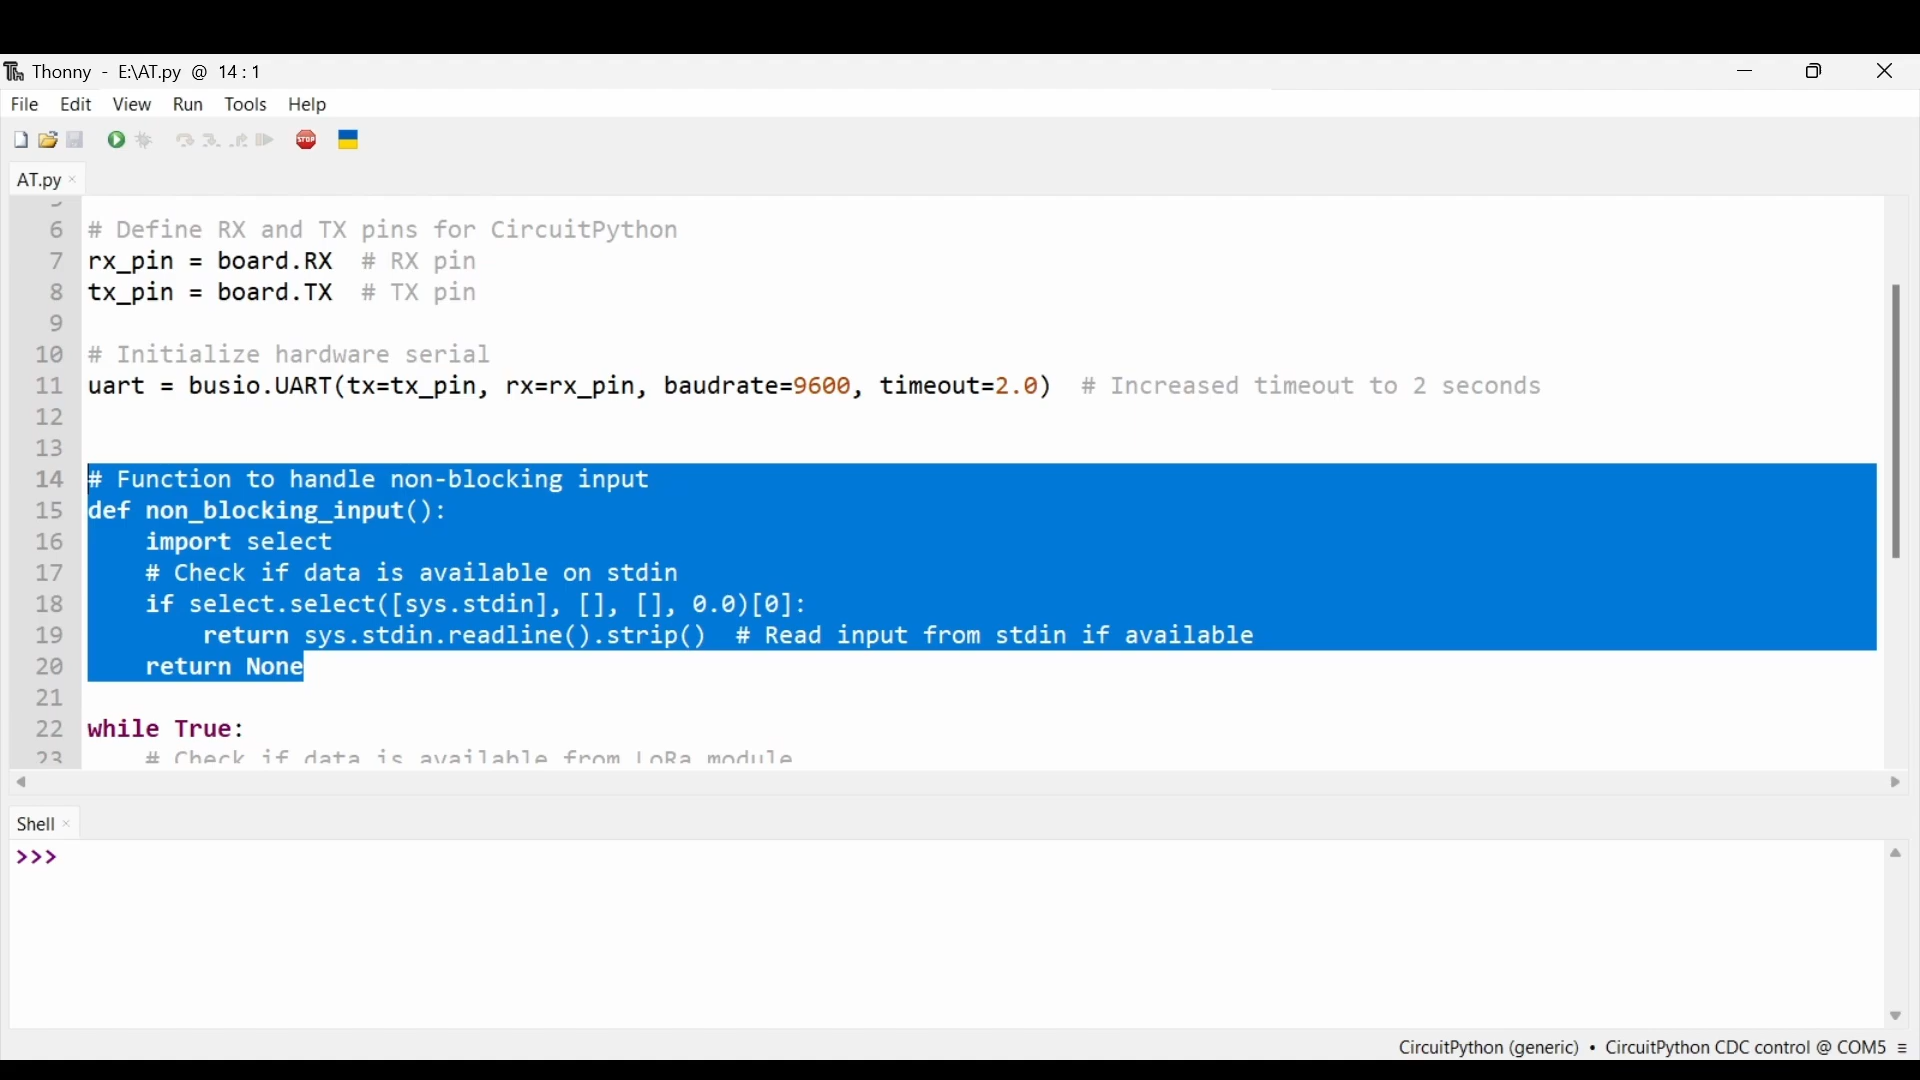 Thonny - E:\AT.py @ 14 : 1
File Edit View Run Tools Help
STOP
AT.py ×
6 # Define RX and TX pins for CircuitPython
7 rx_pin = board.RX  # RX pin
8 tx_pin = board.TX  # TX pin
9
10 # Initialize hardware serial
11 uart = busio.UART(tx=tx_pin, rx=rx_pin, baudrate=9600, timeout=2.0)  # Increased timeout to 2 seconds
12
13
14 # Function to handle non-blocking input
15 def non_blocking_input():
16     import select
17     # Check if data is available on stdin
18     if select.select([sys.stdin], [], [], 0.0)[0]:
19         return sys.stdin.readline().strip()  # Read input from stdin if available
20     return None
21
22 while True:
23     # Check if data is available from LoRa module
Shell ×
>>>
CircuitPython (generic) • CircuitPython CDC control @ COM5 ≡